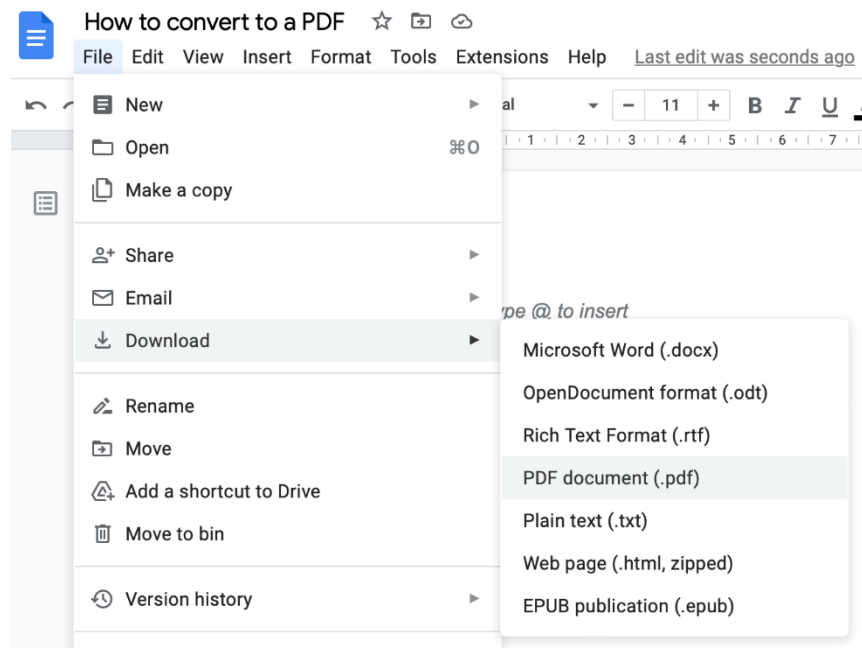 How to convert to a PDF
File Edit View Insert Format Tools Extensions Help Last edit was seconds ago
New
11 B I U
Open ⌘O
1 2 3 4 5 6 7
Make a copy
Share
Email
to insert
Download
Microsoft Word (.docx)
OpenDocument format (.odt)
Rename
Rich Text Format (.rtf)
Move
PDF document (.pdf)
Add a shortcut to Drive
Plain text (.txt)
Move to bin
Web page (.html, zipped)
Version history
EPUB publication (.epub)